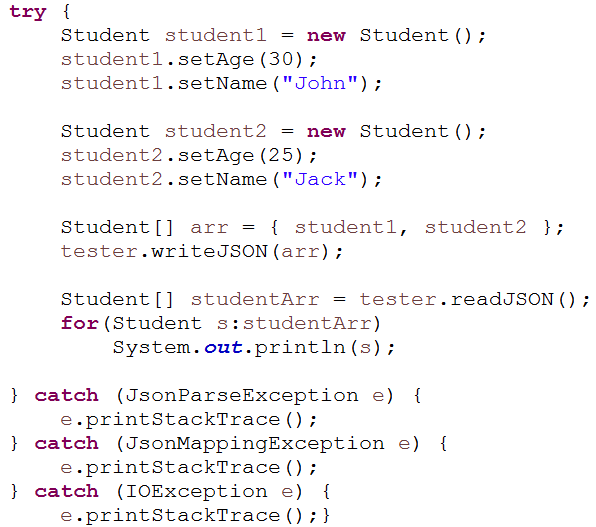 try {
    Student student1 = new Student();
    student1.setAge(30);
    student1.setName("John");

    Student student2 = new Student();
    student2.setAge(25);
    student2.setName("Jack");

    Student[] arr = { student1, student2 };
    tester.writeJSON(arr);

    Student[] studentArr = tester.readJSON();
    for(Student s:studentArr)
        System.out.println(s);

} catch (JsonParseException e) {
    e.printStackTrace();
} catch (JsonMappingException e) {
    e.printStackTrace();
} catch (IOException e) {
    e.printStackTrace();}